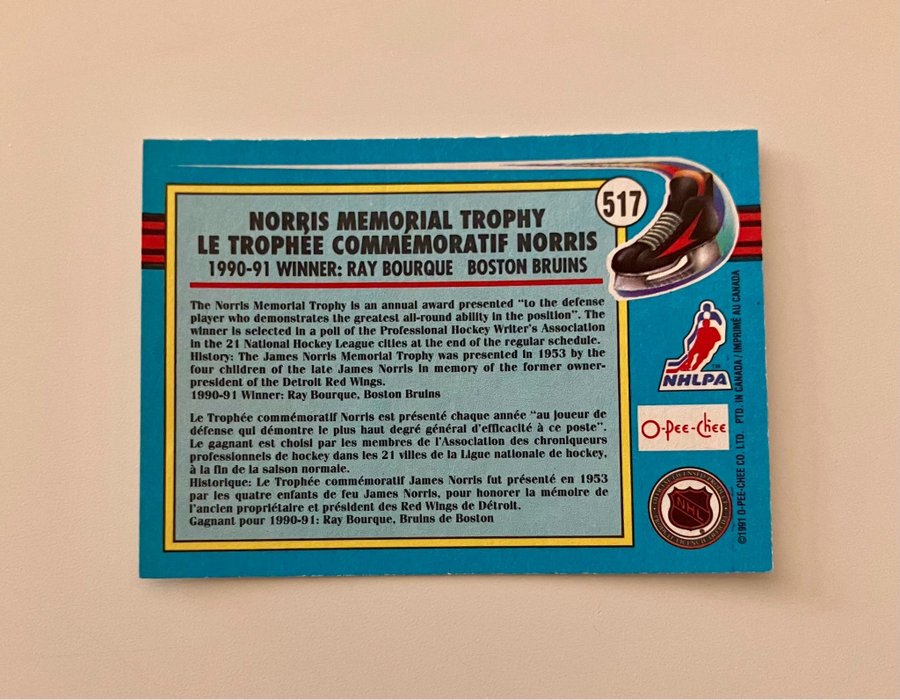 517
NORRIS MEMORIAL TROPHY
LE TROPHÉE COMMÉMORATIF NORRIS
1990-91 WINNER: RAY BOURQUE BOSTON BRUINS
The Norris Memorial Trophy is an annual award presented "to the defense
player who demonstrates the greatest all-round ability in the position". The
winner is selected in a poll of the Professional Hockey Writer's Association
in the 21 National Hockey League cities at the end of the regular schedule.
History: The James Norris Memorial Trophy was presented in 1953 by the
four children of the late James Norris in memory of the former owner-
president of the Detroit Red Wings.
1990-91 Winner: Ray Bourque, Boston Bruins
Le Trophée commémoratif Norris est présenté chaque année "au joueur de
défense qui démontre le plus haut degré général d'efficacité à ce poste".
Le gagnant est choisi par les membres de l'Association des chroniqueurs
professionnels de hockey dans les 21 villes de la Ligue nationale de hockey,
à la fin de la saison normale.
Historique: Le Trophée commémoratif James Norris fut présenté en 1953
par les quatre enfants de feu James Norris, pour honorer la mémoire de
l'ancien propriétaire et président des Red Wings de Détroit.
Gagnant pour 1990-91: Ray Bourque, Bruins de Boston
NHLPA
O-Pee-Chee
NHL
©1991 O-PEE-CHEE CO. LTD. PTD. IN CANADA / IMPRIMÉ AU CANADA